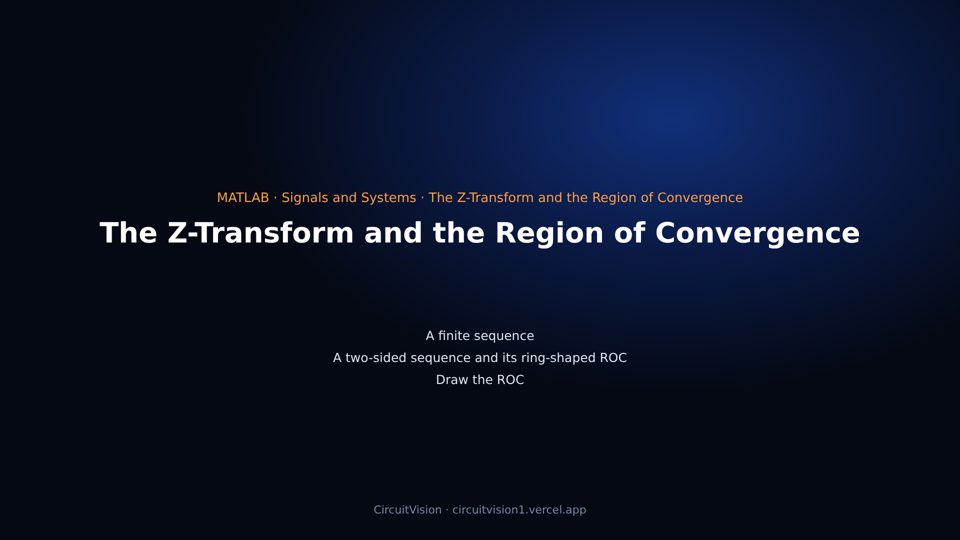 MATLAB · Signals and Systems · The Z-Transform and the Region of Convergence
The Z-Transform and the Region of Convergence
A finite sequence
A two-sided sequence and its ring-shaped ROC
Draw the ROC
CircuitVision · circuitvision1.vercel.app